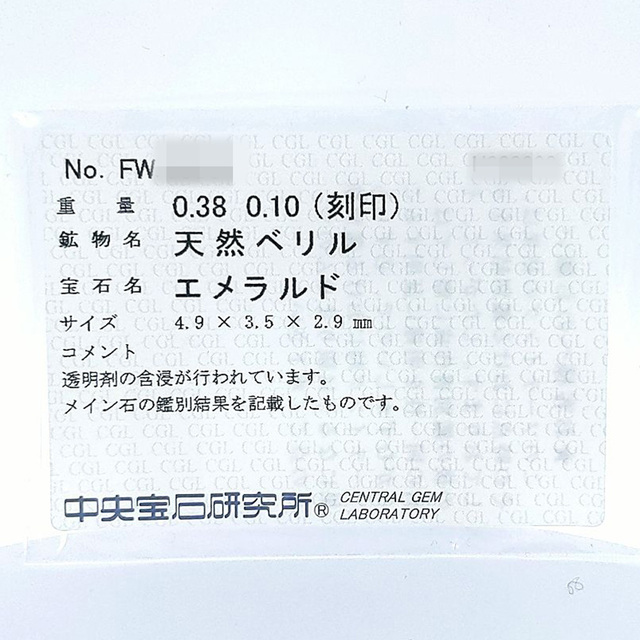 No. FW
重量 0.38 0.10（刻印）
鉱物名 天然ベリル
宝石名 エメラルド
サイズ 4.9 × 3.5 × 2.9 mm
コメント
透明剤の含浸が行われています。
メイン石の鑑別結果を記載したものです。
中央宝石研究所® CENTRAL GEM
LABORATORY